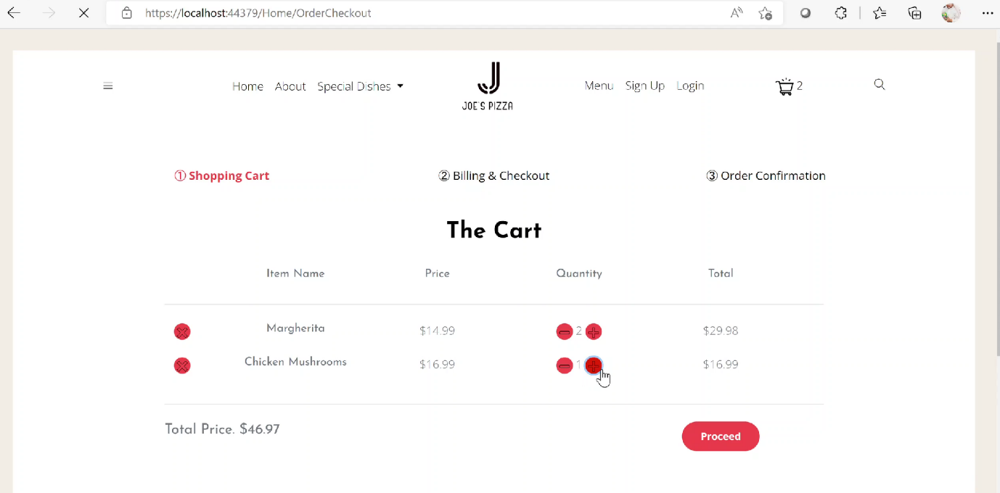 https://localhost:44379/Home/OrderCheckout
Home About Special Dishes
JOE'S PIZZA
Menu Sign Up Login
2
① Shopping Cart
② Billing & Checkout
③ Order Confirmation
The Cart
Item Name Price Quantity Total
Margherita $14.99 2 $29.98
Chicken Mushrooms $16.99 1 $16.99
Total Price. $46.97
Proceed